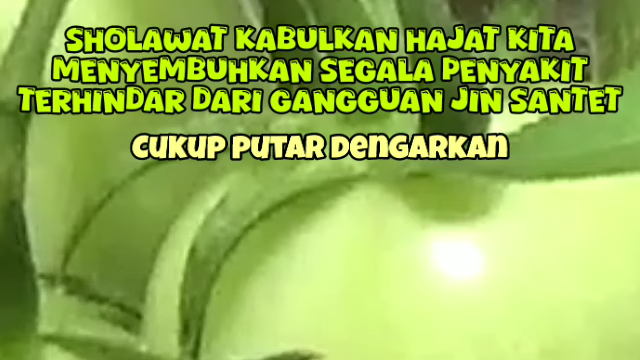 SHOLAWAT KABULKAN HAJAT KITA
MENYEMBUHKAN SEGALA PENYAKIT
TERHINDAR DARI GANGGUAN JIN SANTET
CUKUP PUTAR DENGARKAN